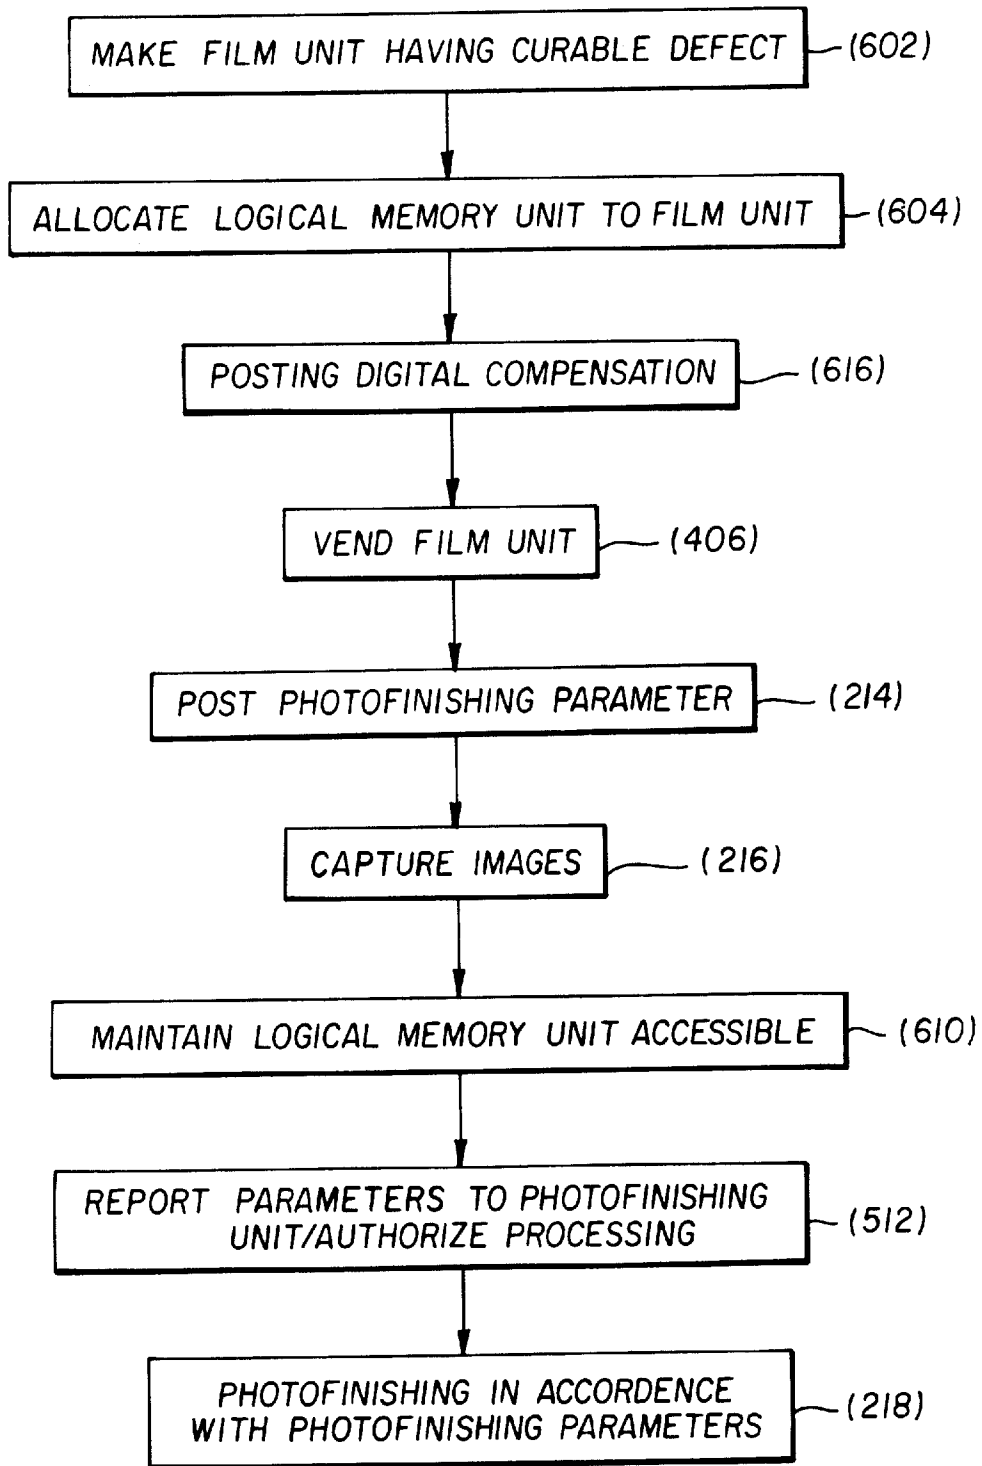 MAKE FILM UNIT HAVING CURABLE DEFECT (602)
ALLOCATE LOGICAL MEMORY UNIT TO FILM UNIT (604)
POSTING DIGITAL COMPENSATION (616)
VEND FILM UNIT (406)
POST PHOTOFINISHING PARAMETER (214)
CAPTURE IMAGES (216)
MAINTAIN LOGICAL MEMORY UNIT ACCESSIBLE (610)
REPORT PARAMETERS TO PHOTOFINISHING
UNIT/AUTHORIZE PROCESSING (512)
PHOTOFINISHING IN ACCORDENCE
WITH PHOTOFINISHING PARAMETERS (218)